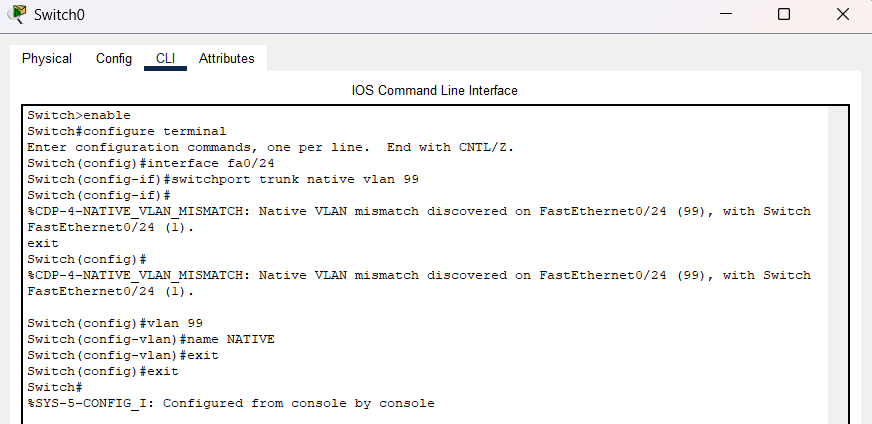 Switch0
Physical Config CLI Attributes
IOS Command Line Interface
Switch>enable
Switch#configure terminal
Enter configuration commands, one per line.  End with CNTL/Z.
Switch(config)#interface fa0/24
Switch(config-if)#switchport trunk native vlan 99
Switch(config-if)#
%CDP-4-NATIVE_VLAN_MISMATCH: Native VLAN mismatch discovered on FastEthernet0/24 (99), with Switch
FastEthernet0/24 (1).
exit
Switch(config)#
%CDP-4-NATIVE_VLAN_MISMATCH: Native VLAN mismatch discovered on FastEthernet0/24 (99), with Switch
FastEthernet0/24 (1).
Switch(config)#vlan 99
Switch(config-vlan)#name NATIVE
Switch(config-vlan)#exit
Switch(config)#exit
Switch#
%SYS-5-CONFIG_I: Configured from console by console